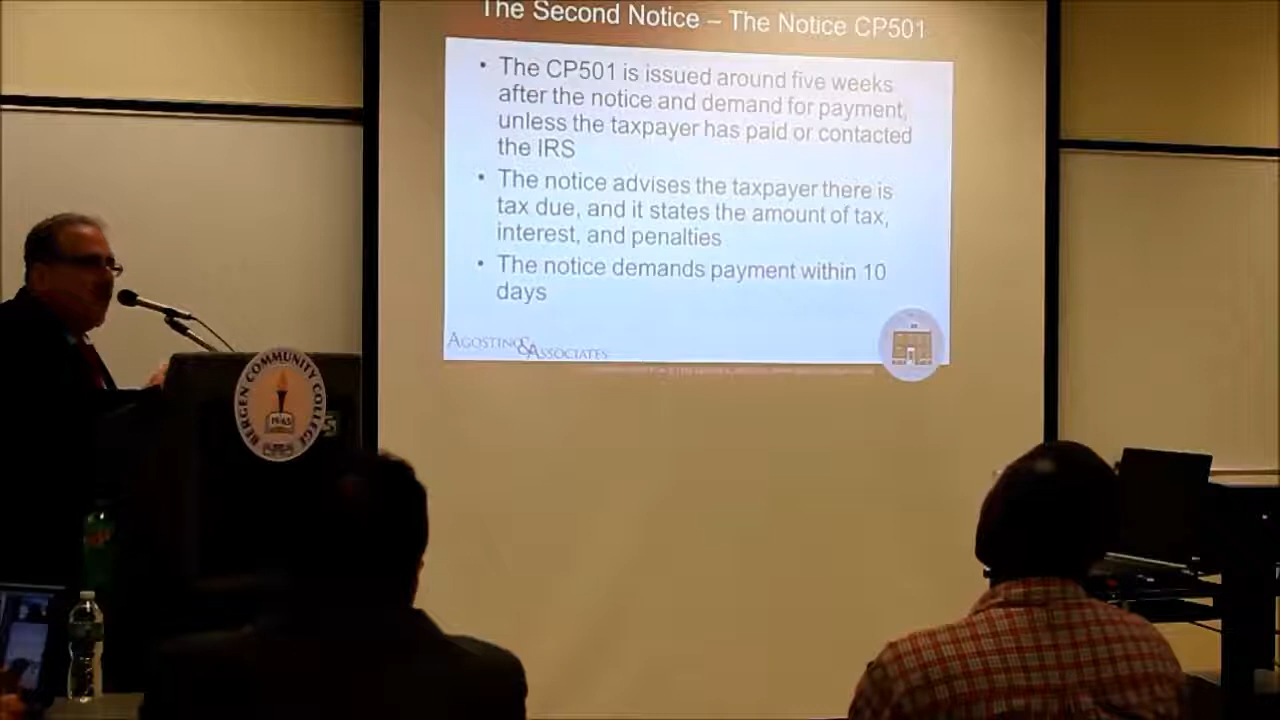 The Second Notice – The Notice CP501
• The CP501 is issued around five weeks
after the notice and demand for payment,
unless the taxpayer has paid or contacted
the IRS
• The notice advises the taxpayer there is
tax due, and it states the amount of tax,
interest, and penalties
• The notice demands payment within 10
days
AGOSTINO & ASSOCIATES
BERGEN COMMUNITY COLLEGE
1965